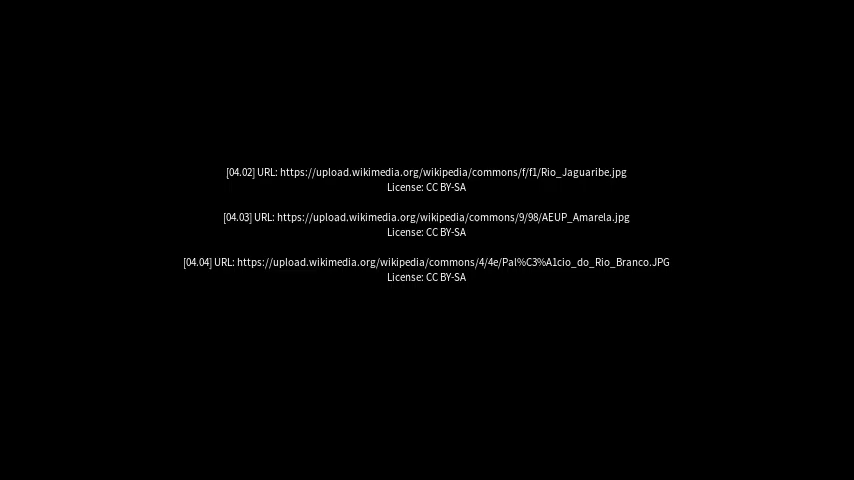 [04.02] URL: https://upload.wikimedia.org/wikipedia/commons/f/f1/Rio_Jaguaribe.jpg
License: CC BY-SA
[04.03] URL: https://upload.wikimedia.org/wikipedia/commons/9/98/AEUP_Amarela.jpg
License: CC BY-SA
[04.04] URL: https://upload.wikimedia.org/wikipedia/commons/4/4e/Pal%C3%A1cio_do_Rio_Branco.JPG
License: CC BY-SA